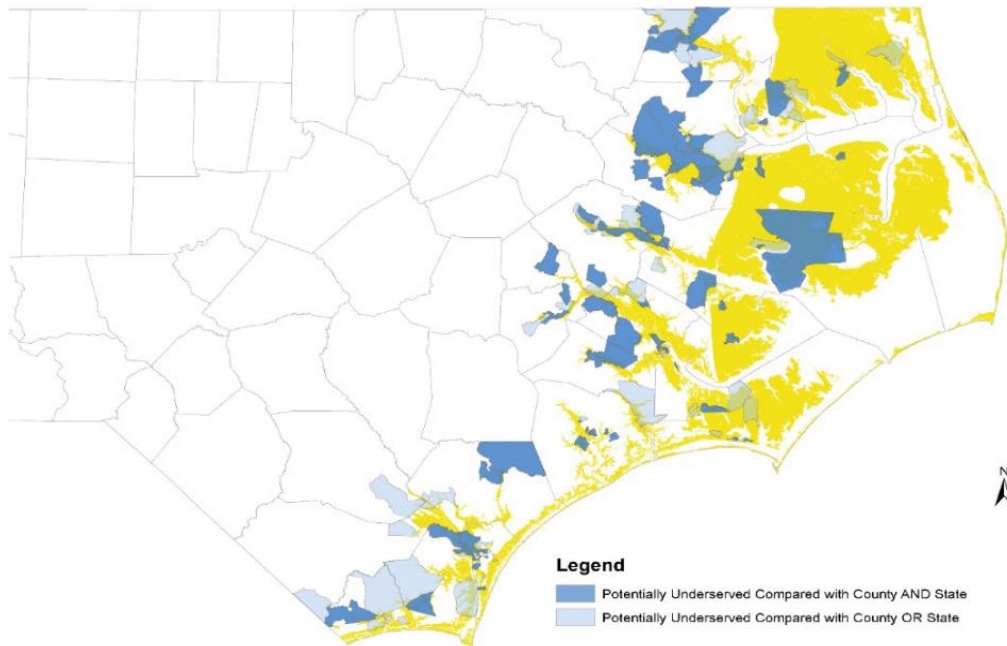 N
Legend
Potentially Underserved Compared with County AND State
Potentially Underserved Compared with County OR State